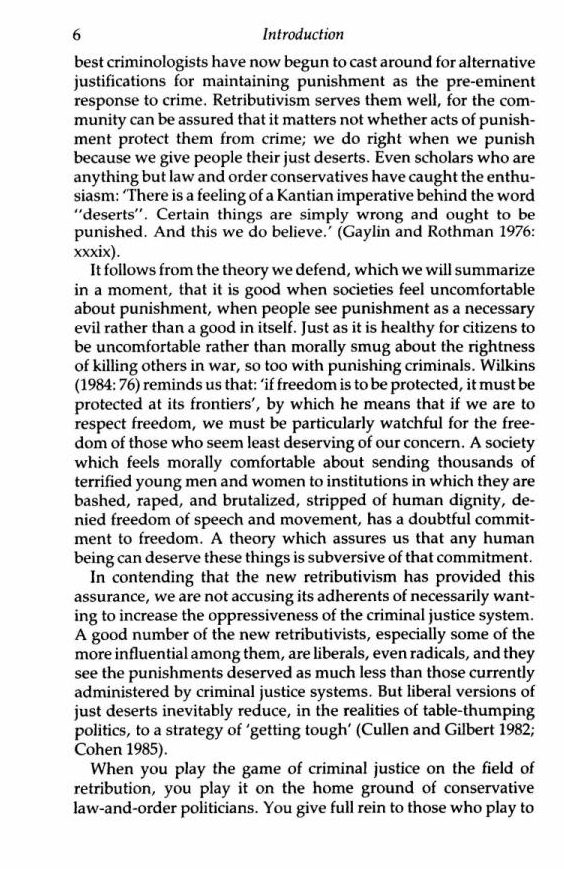 6 Introduction
best criminologists have now begun to cast around for alternative
justifications for maintaining punishment as the pre-eminent
response to crime. Retributivism serves them well, for the com-
munity can be assured that it matters not whether acts of punish-
ment protect them from crime; we do right when we punish
because we give people their just deserts. Even scholars who are
anything but law and order conservatives have caught the enthu-
siasm: 'There is a feeling of a Kantian imperative behind the word
"deserts". Certain things are simply wrong and ought to be
punished. And this we do believe.' (Gaylin and Rothman 1976:
xxxix).
It follows from the theory we defend, which we will summarize
in a moment, that it is good when societies feel uncomfortable
about punishment, when people see punishment as a necessary
evil rather than a good in itself. Just as it is healthy for citizens to
be uncomfortable rather than morally smug about the rightness
of killing others in war, so too with punishing criminals. Wilkins
(1984: 76) reminds us that: 'if freedom is to be protected, it must be
protected at its frontiers', by which he means that if we are to
respect freedom, we must be particularly watchful for the free-
dom of those who seem least deserving of our concern. A society
which feels morally comfortable about sending thousands of
terrified young men and women to institutions in which they are
bashed, raped, and brutalized, stripped of human dignity, de-
nied freedom of speech and movement, has a doubtful commit-
ment to freedom. A theory which assures us that any human
being can deserve these things is subversive of that commitment.
In contending that the new retributivism has provided this
assurance, we are not accusing its adherents of necessarily want-
ing to increase the oppressiveness of the criminal justice system.
A good number of the new retributivists, especially some of the
more influential among them, are liberals, even radicals, and they
see the punishments deserved as much less than those currently
administered by criminal justice systems. But liberal versions of
just deserts inevitably reduce, in the realities of table-thumping
politics, to a strategy of 'getting tough' (Cullen and Gilbert 1982;
Cohen 1985).
When you play the game of criminal justice on the field of
retribution, you play it on the home ground of conservative
law-and-order politicians. You give full rein to those who play to